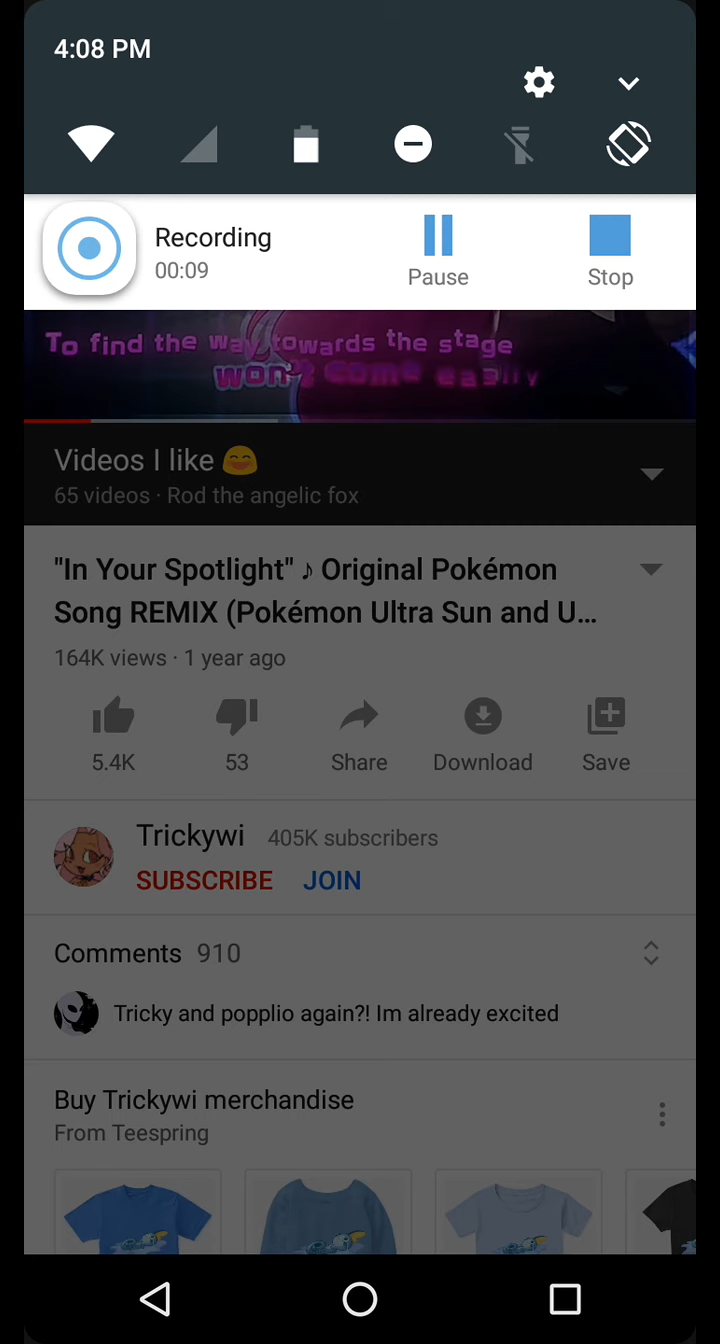 4:08 PM
Recording
00:09
Pause
Stop
To find the way towards the stage
won't come easily
Videos I like 😄
65 videos · Rod the angelic fox
"In Your Spotlight" ♪ Original Pokémon
Song REMIX (Pokémon Ultra Sun and U...
164K views · 1 year ago
5.4K
53
Share
Download
Save
Trickywi 405K subscribers
SUBSCRIBE JOIN
Comments 910
Tricky and popplio again?! Im already excited
Buy Trickywi merchandise
From Teespring